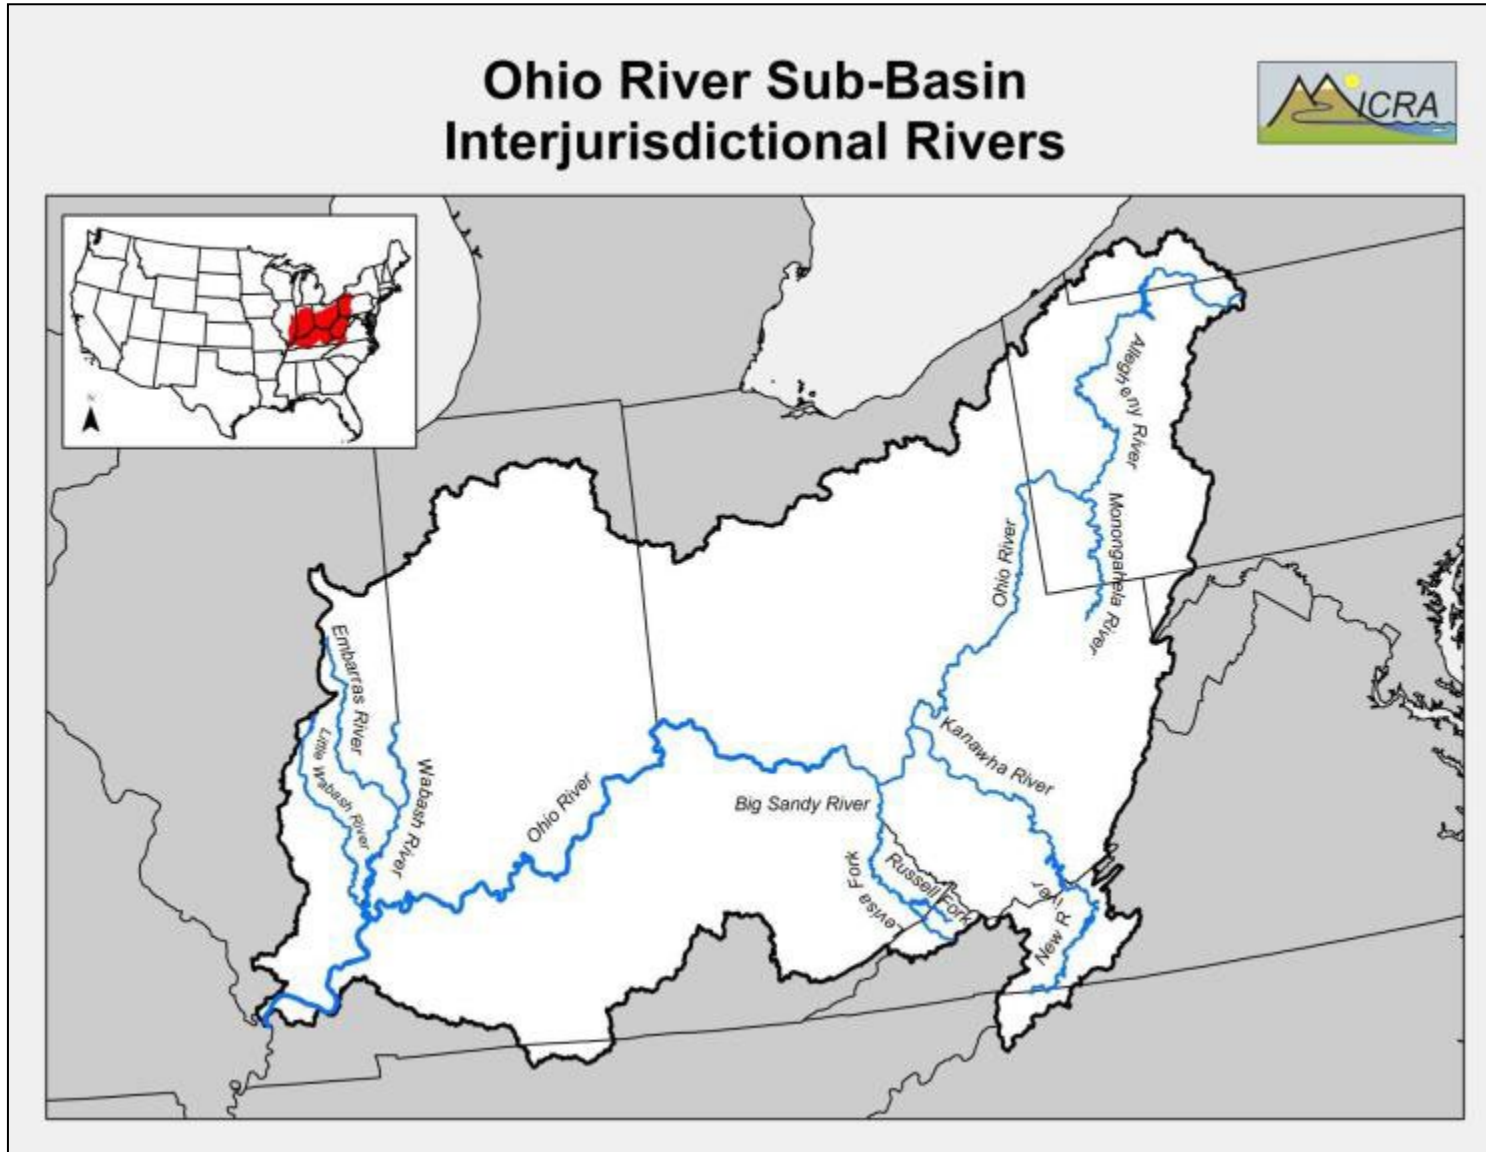 Ohio River Sub-Basin
Interjurisdictional Rivers
MICRA
N
Allegheny River
Monongahela River
Ohio River
Embarras River
Little Wabash River
Wabash River
Kanawha River
Ohio River
Big Sandy River
Levisa Fork
Russell Fork
New River